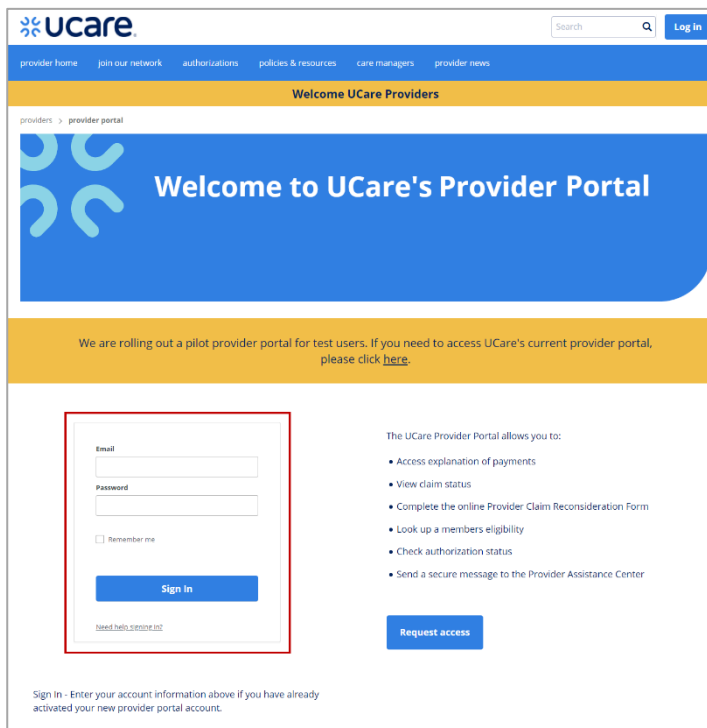 ucare.
Search
Log in
provider home join our network authorizations policies & resources care managers provider news
Welcome UCare Providers
providers > provider portal
Welcome to UCare's Provider Portal
We are rolling out a pilot provider portal for test users. If you need to access UCare's current provider portal,
please click here.
Email
Password
Remember me
Sign In
Need help signing in?
The UCare Provider Portal allows you to:
• Access explanation of payments
• View claim status
• Complete the online Provider Claim Reconsideration Form
• Look up a members eligibility
• Check authorization status
• Send a secure message to the Provider Assistance Center
Request access
Sign In - Enter your account information above if you have already
activated your new provider portal account.